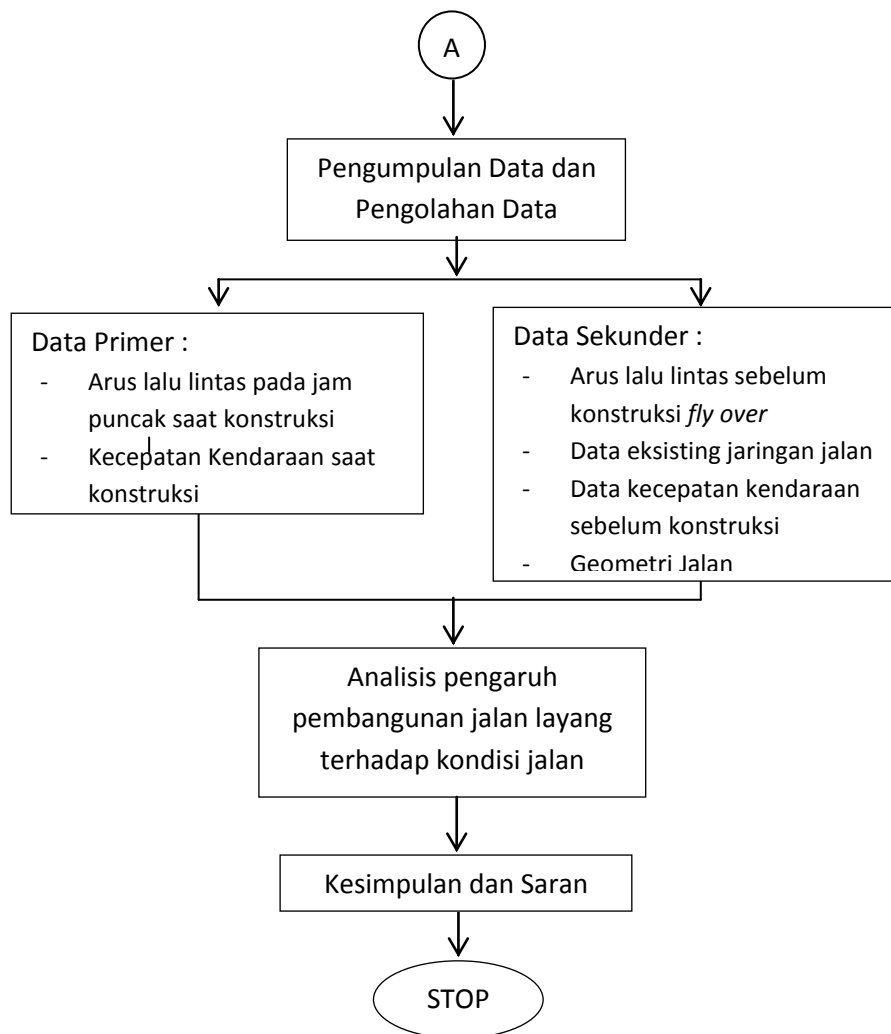 A
Pengumpulan Data dan
Pengolahan Data
Data Primer :
- Arus lalu lintas pada jam
puncak saat konstruksi
- Kecepatan Kendaraan saat
konstruksi
Data Sekunder :
- Arus lalu lintas sebelum
konstruksi fly over
- Data eksisting jaringan jalan
- Data kecepatan kendaraan
sebelum konstruksi
- Geometri Jalan
Analisis pengaruh
pembangunan jalan layang
terhadap kondisi jalan
Kesimpulan dan Saran
STOP